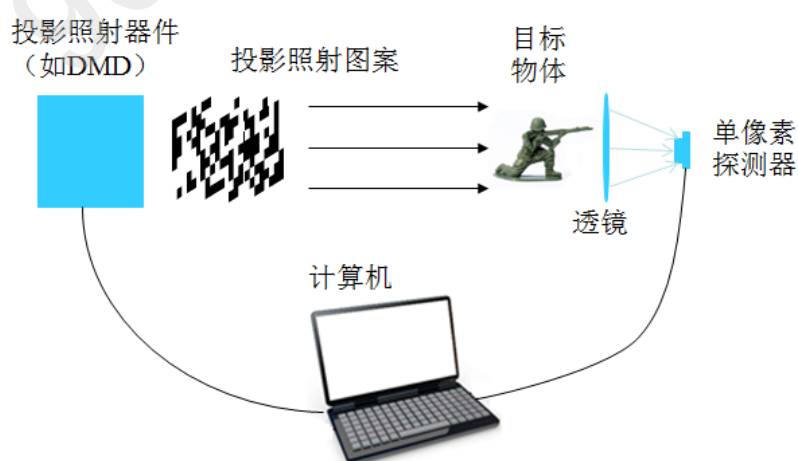 投影照射器件
（如DMD）
投影照射图案
目标
物体
单像素
探测器
透镜
计算机